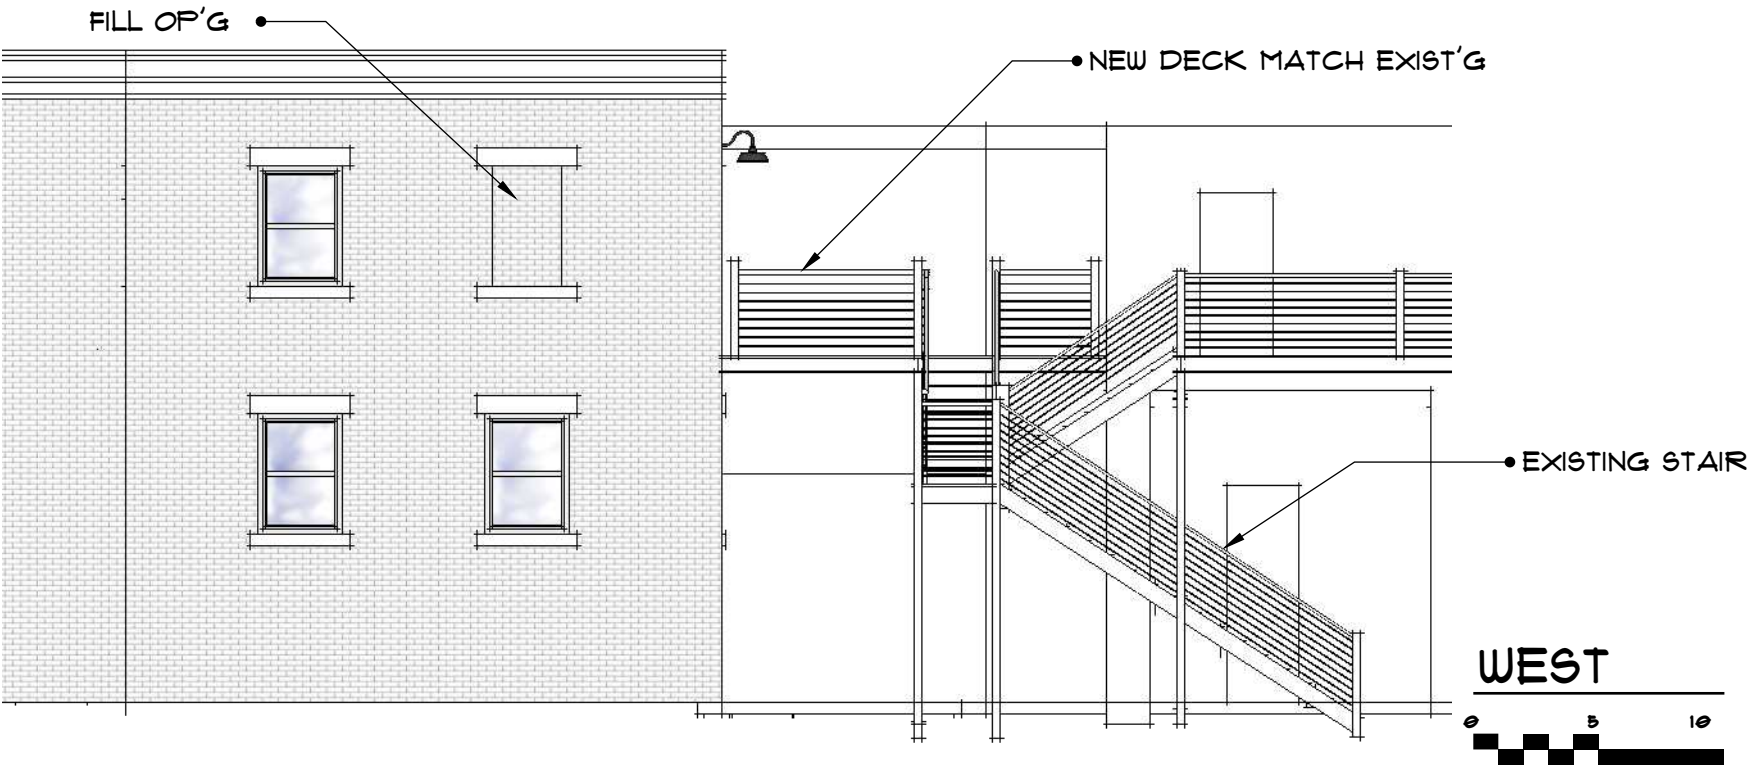 FILL OP'G
NEW DECK MATCH EXIST'G
EXISTING STAIR
WEST
0 5 10